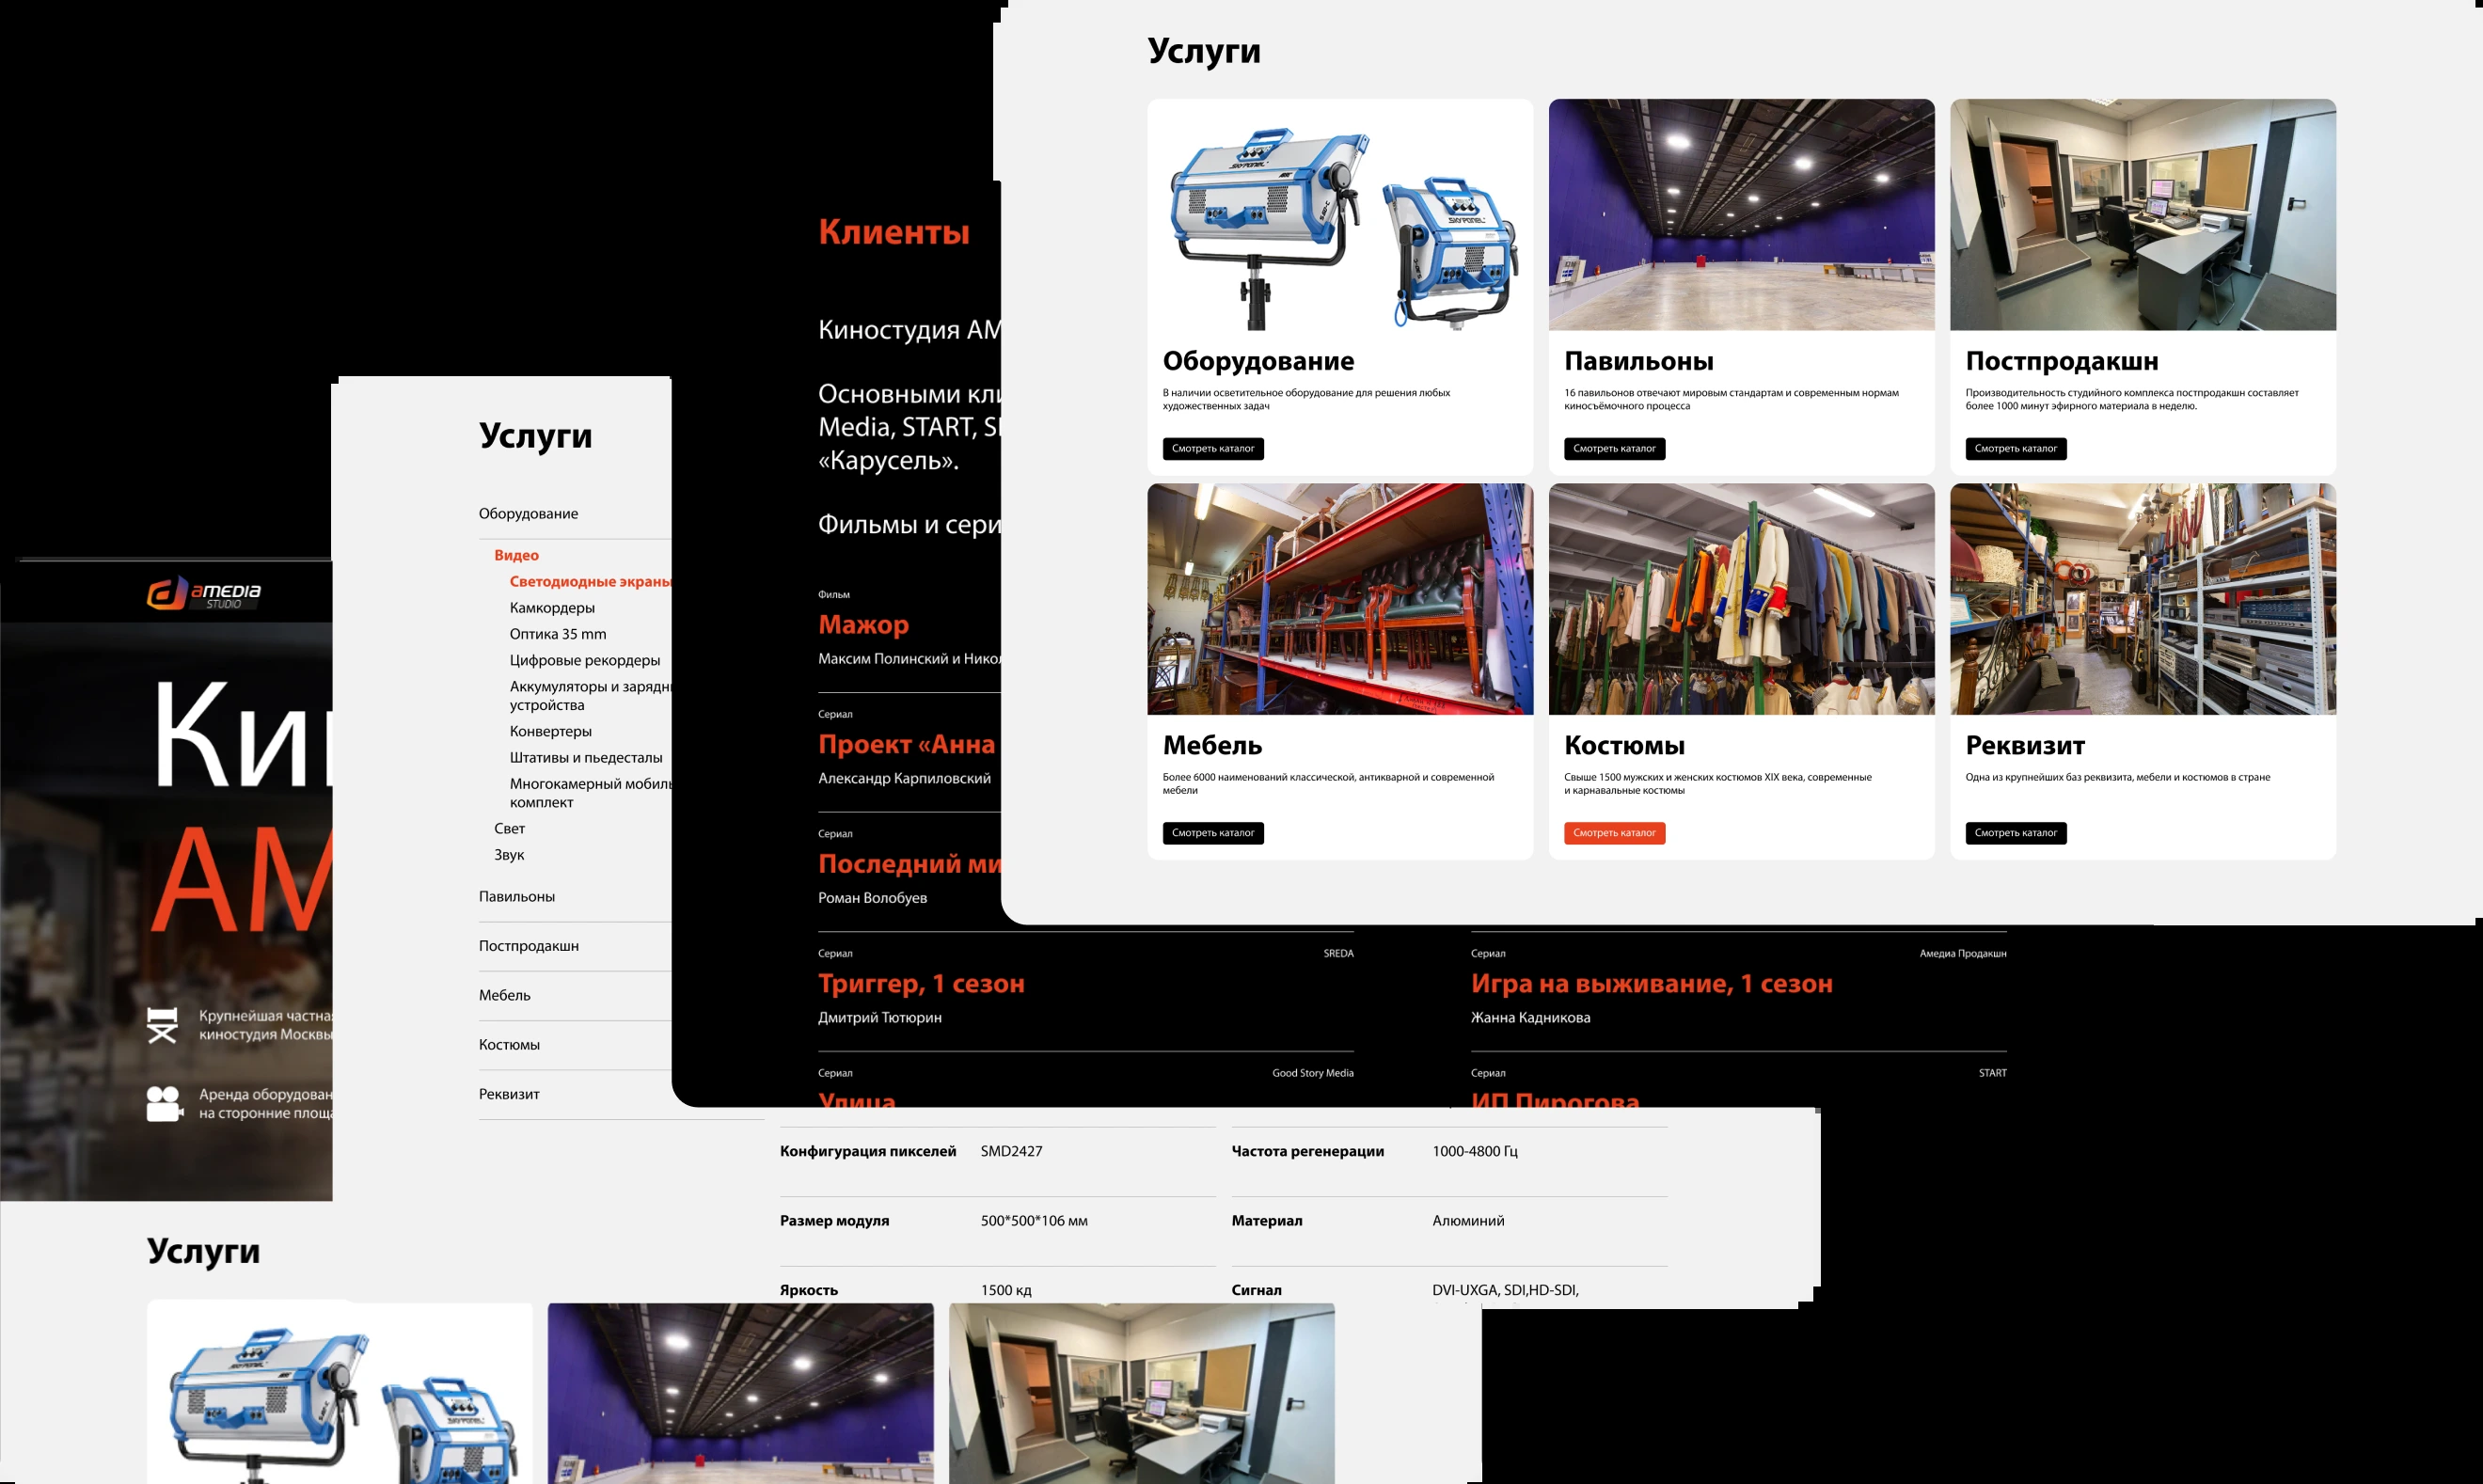 Услуги
Оборудование
В наличии осветительное оборудование для решения любых
художественных задач
Смотреть каталог
Павильоны
16 павильонов отвечают мировым стандартам и современным нормам
киносъёмочного процесса
Смотреть каталог
Постпродакшн
Производительность студийного комплекса постпродакшн составляет
более 1000 минут эфирного материала в неделю.
Смотреть каталог
Мебель
Более 6000 наименований классической, антикварной и современной
мебели
Смотреть каталог
Костюмы
Свыше 1500 мужских и женских костюмов XIX века, современные
и карнавальные костюмы
Смотреть каталог
Реквизит
Одна из крупнейших баз реквизита, мебели и костюмов в стране
Смотреть каталог
Клиенты
Киностудия АМ
Основными кли
Media, START, S
«Карусель».
Фильмы и сери
Фильм
Мажор
Максим Полинский и Никол
Сериал
Проект «Анна
Александр Карпиловский
Сериал
Последний ми
Роман Волобуев
Сериал
SREDA
Триггер, 1 сезон
Дмитрий Тютюрин
Сериал
Good Story Media
Улица
Сериал
Амедиа Продакшн
Игра на выживание, 1 сезон
Жанна Кадникова
Сериал
START
ИП Пирогова
Услуги
Оборудование
Видео
Светодиодные экраны
Камкордеры
Оптика 35 mm
Цифровые рекордеры
Аккумуляторы и зарядн
устройства
Конвертеры
Штативы и пьедесталы
Многокамерный мобиль
комплект
Свет
Звук
Павильоны
Постпродакшн
Мебель
Костюмы
Реквизит
Конфигурация пикселей SMD2427
Частота регенерации 1000-4800 Гц
Размер модуля 500*500*106 мм
Материал Алюминий
Яркость 1500 кд
Сигнал DVI-UXGA, SDI,HD-SDI,
aMEDIA
STUDIO
Ки
АМ
Крупнейшая частна
киностудия Москвы
Аренда оборудован
на сторонние площа
Услуги